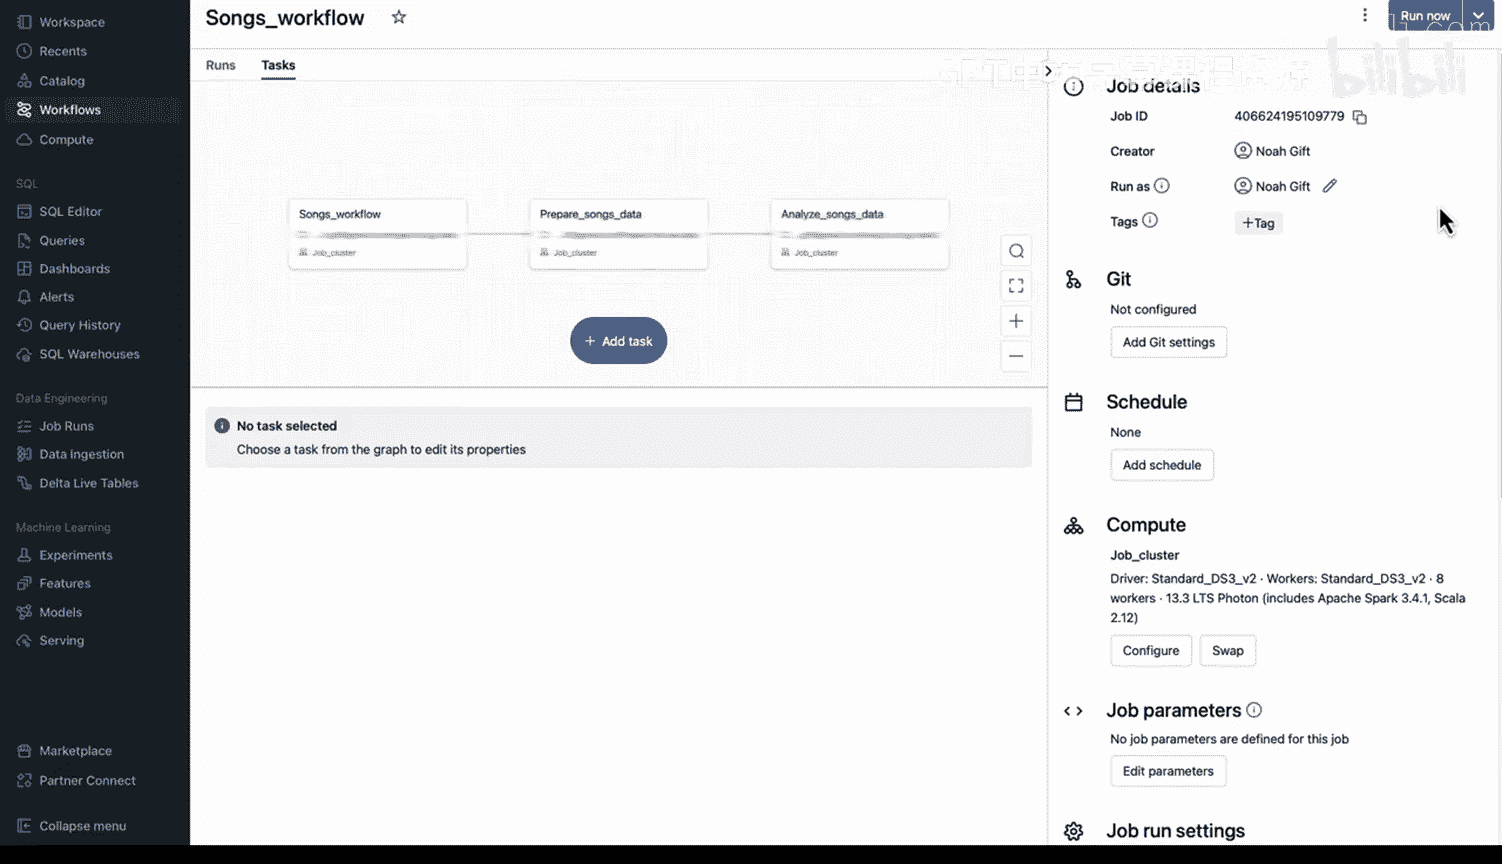 Workspace
Recents
Catalog
Workflows
Compute
SQL
SQL Editor
Queries
Dashboards
Alerts
Query History
SQL Warehouses
Data Engineering
Job Runs
Data Ingestion
Delta Live Tables
Machine Learning
Experiments
Features
Models
Serving
Marketplace
Partner Connect
Collapse menu
Songs_workflow
Run now
Runs
Tasks
Songs_workflow
Job_cluster
Prepare_songs_data
Job_cluster
Analyze_songs_data
Job_cluster
+ Add task
No task selected
Choose a task from the graph to edit its properties
Job details
Job ID
406624195109779
Creator
Noah Gift
Run as
Noah Gift
Tags
+Tag
Git
Not configured
Add Git settings
Schedule
None
Add schedule
Compute
Job_cluster
Driver: Standard_DS3_v2 · Workers: Standard_DS3_v2 · 8
workers · 13.3 LTS Photon (includes Apache Spark 3.4.1, Scala
2.12)
Configure
Swap
Job parameters
No job parameters are defined for this job
Edit parameters
Job run settings
bilibili